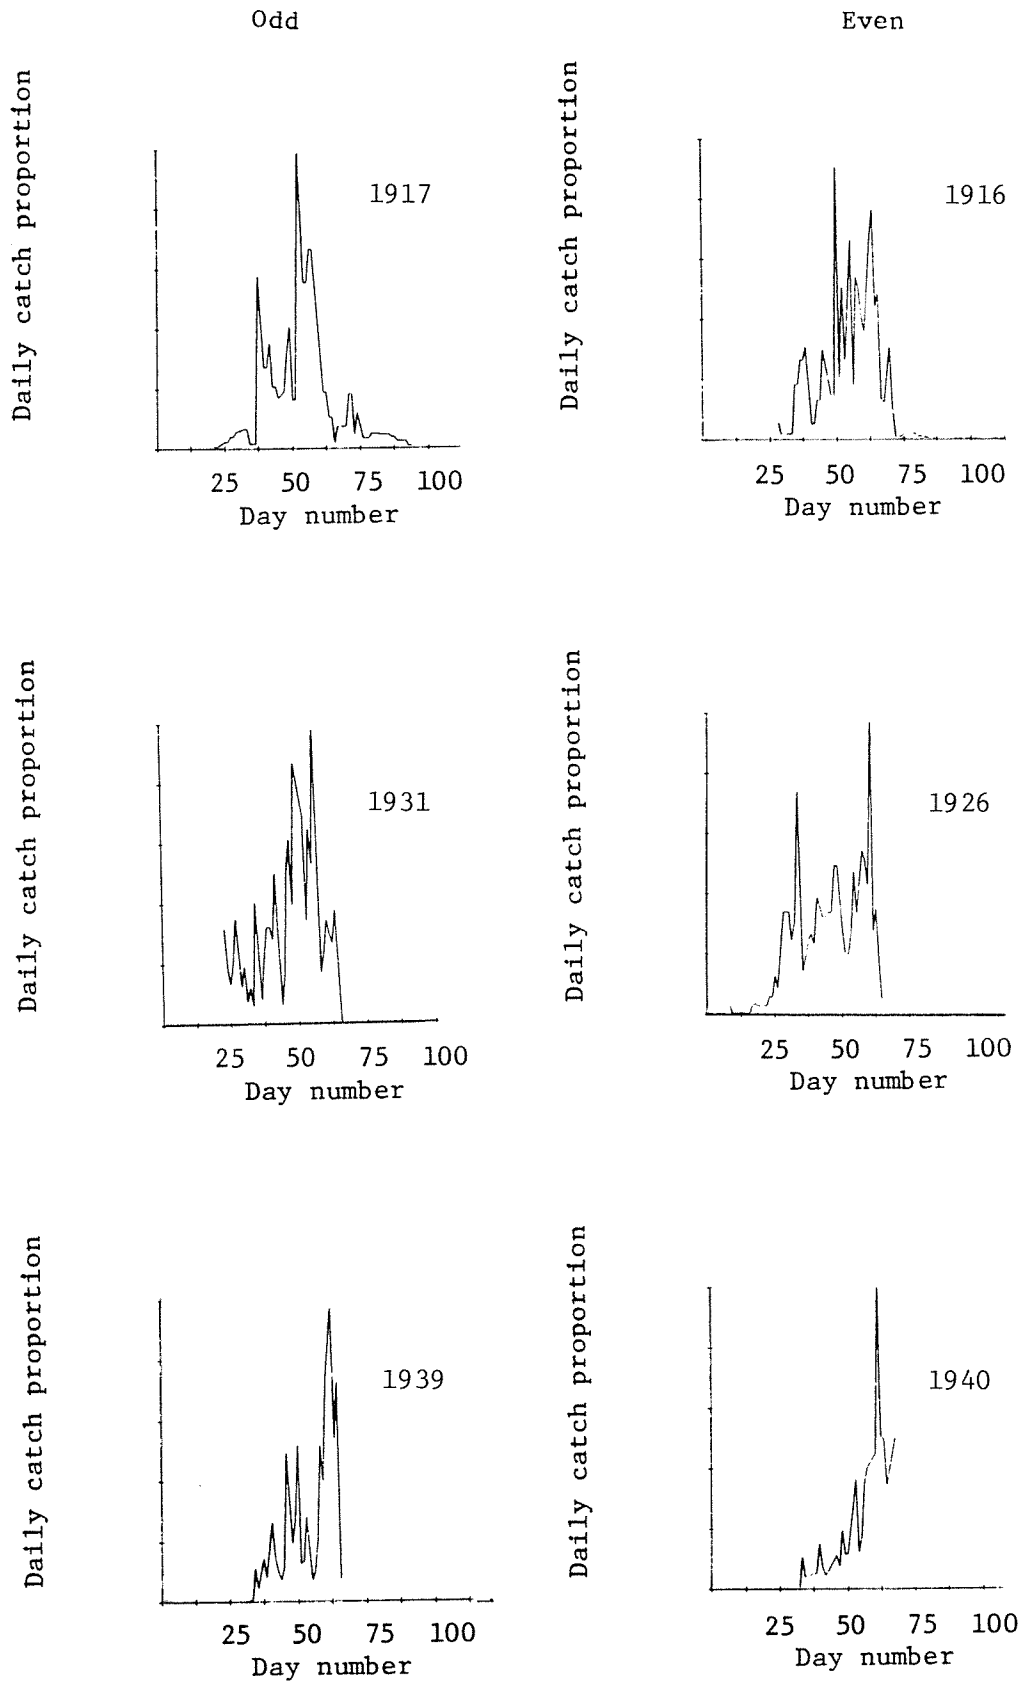 Odd
Even
Daily catch proportion
1917
25 50 75 100
Day number
Daily catch proportion
1916
25 50 75 100
Day number
Daily catch proportion
1931
25 50 75 100
Day number
Daily catch proportion
1926
25 50 75 100
Day number
Daily catch proportion
1939
25 50 75 100
Day number
Daily catch proportion
1940
25 50 75 100
Day number